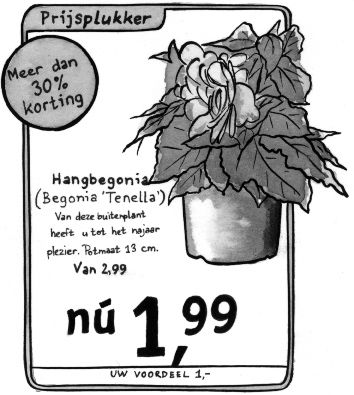 Prijsplukker
Meer dan
30%
korting
Hangbegonia
(Begonia 'Tenella')
Van deze buitenplant
heeft u tot het najaar
plezier. Potmaat 13 cm.
Van 2,99
nú 1,99
UW VOORDEEL 1,-